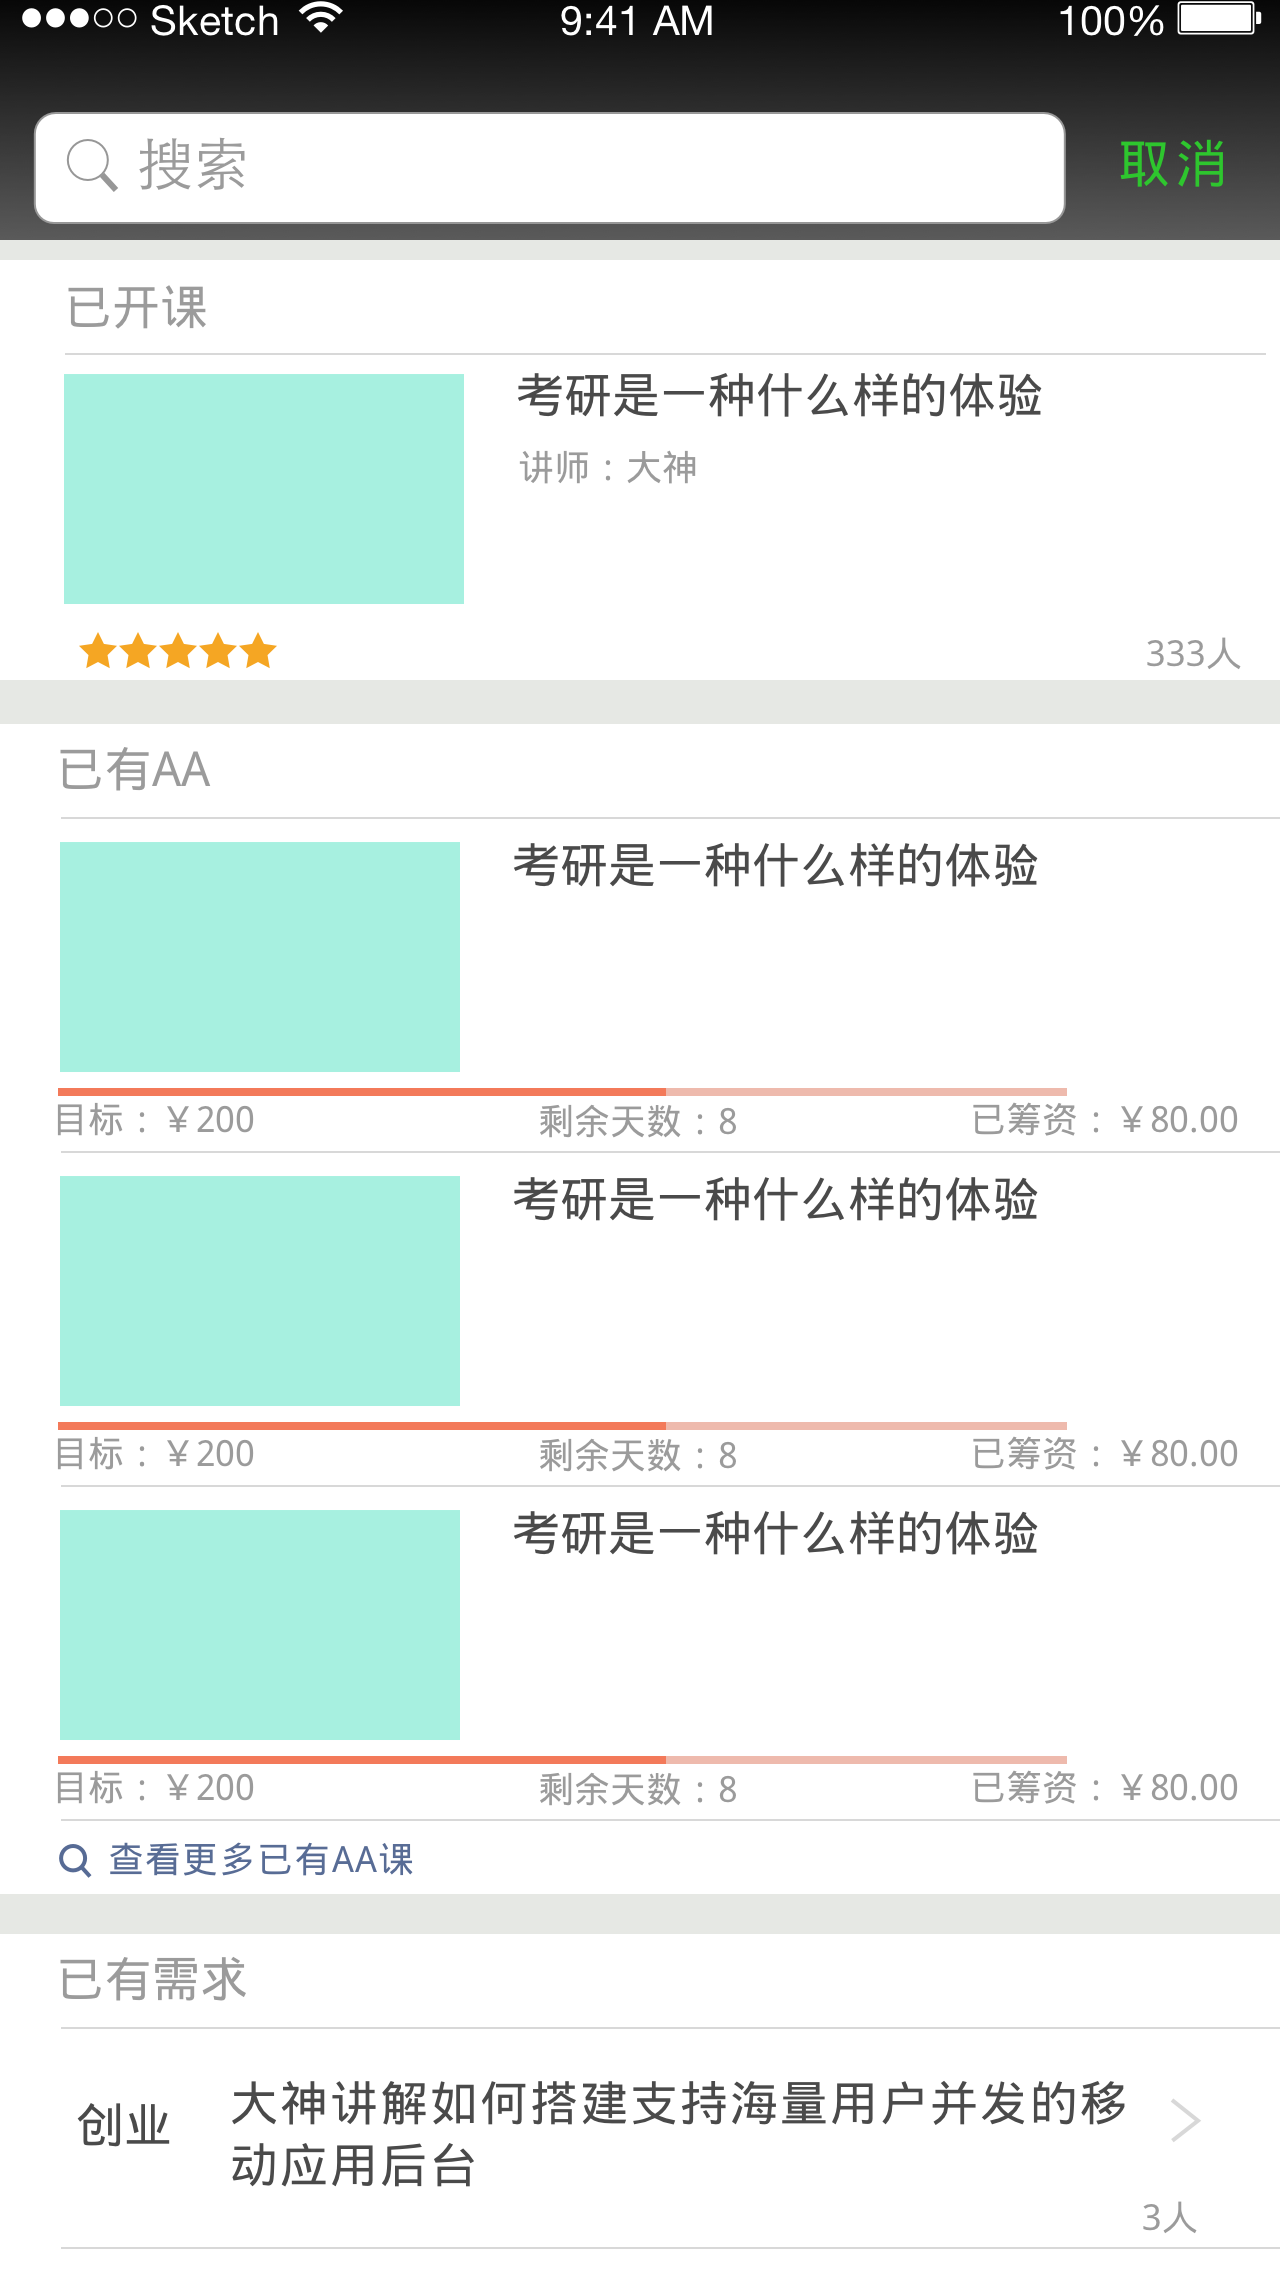 Sketch 9:41 AM 100%
搜索 取消
已开课
考研是一种什么样的体验
讲师：大神
333人
已有AA
考研是一种什么样的体验
目标：￥200 剩余天数：8 已筹资：￥80.00
考研是一种什么样的体验
目标：￥200 剩余天数：8 已筹资：￥80.00
考研是一种什么样的体验
目标：￥200 剩余天数：8 已筹资：￥80.00
查看更多已有AA课
已有需求
创业
大神讲解如何搭建支持海量用户并发的移
动应用后台
3人